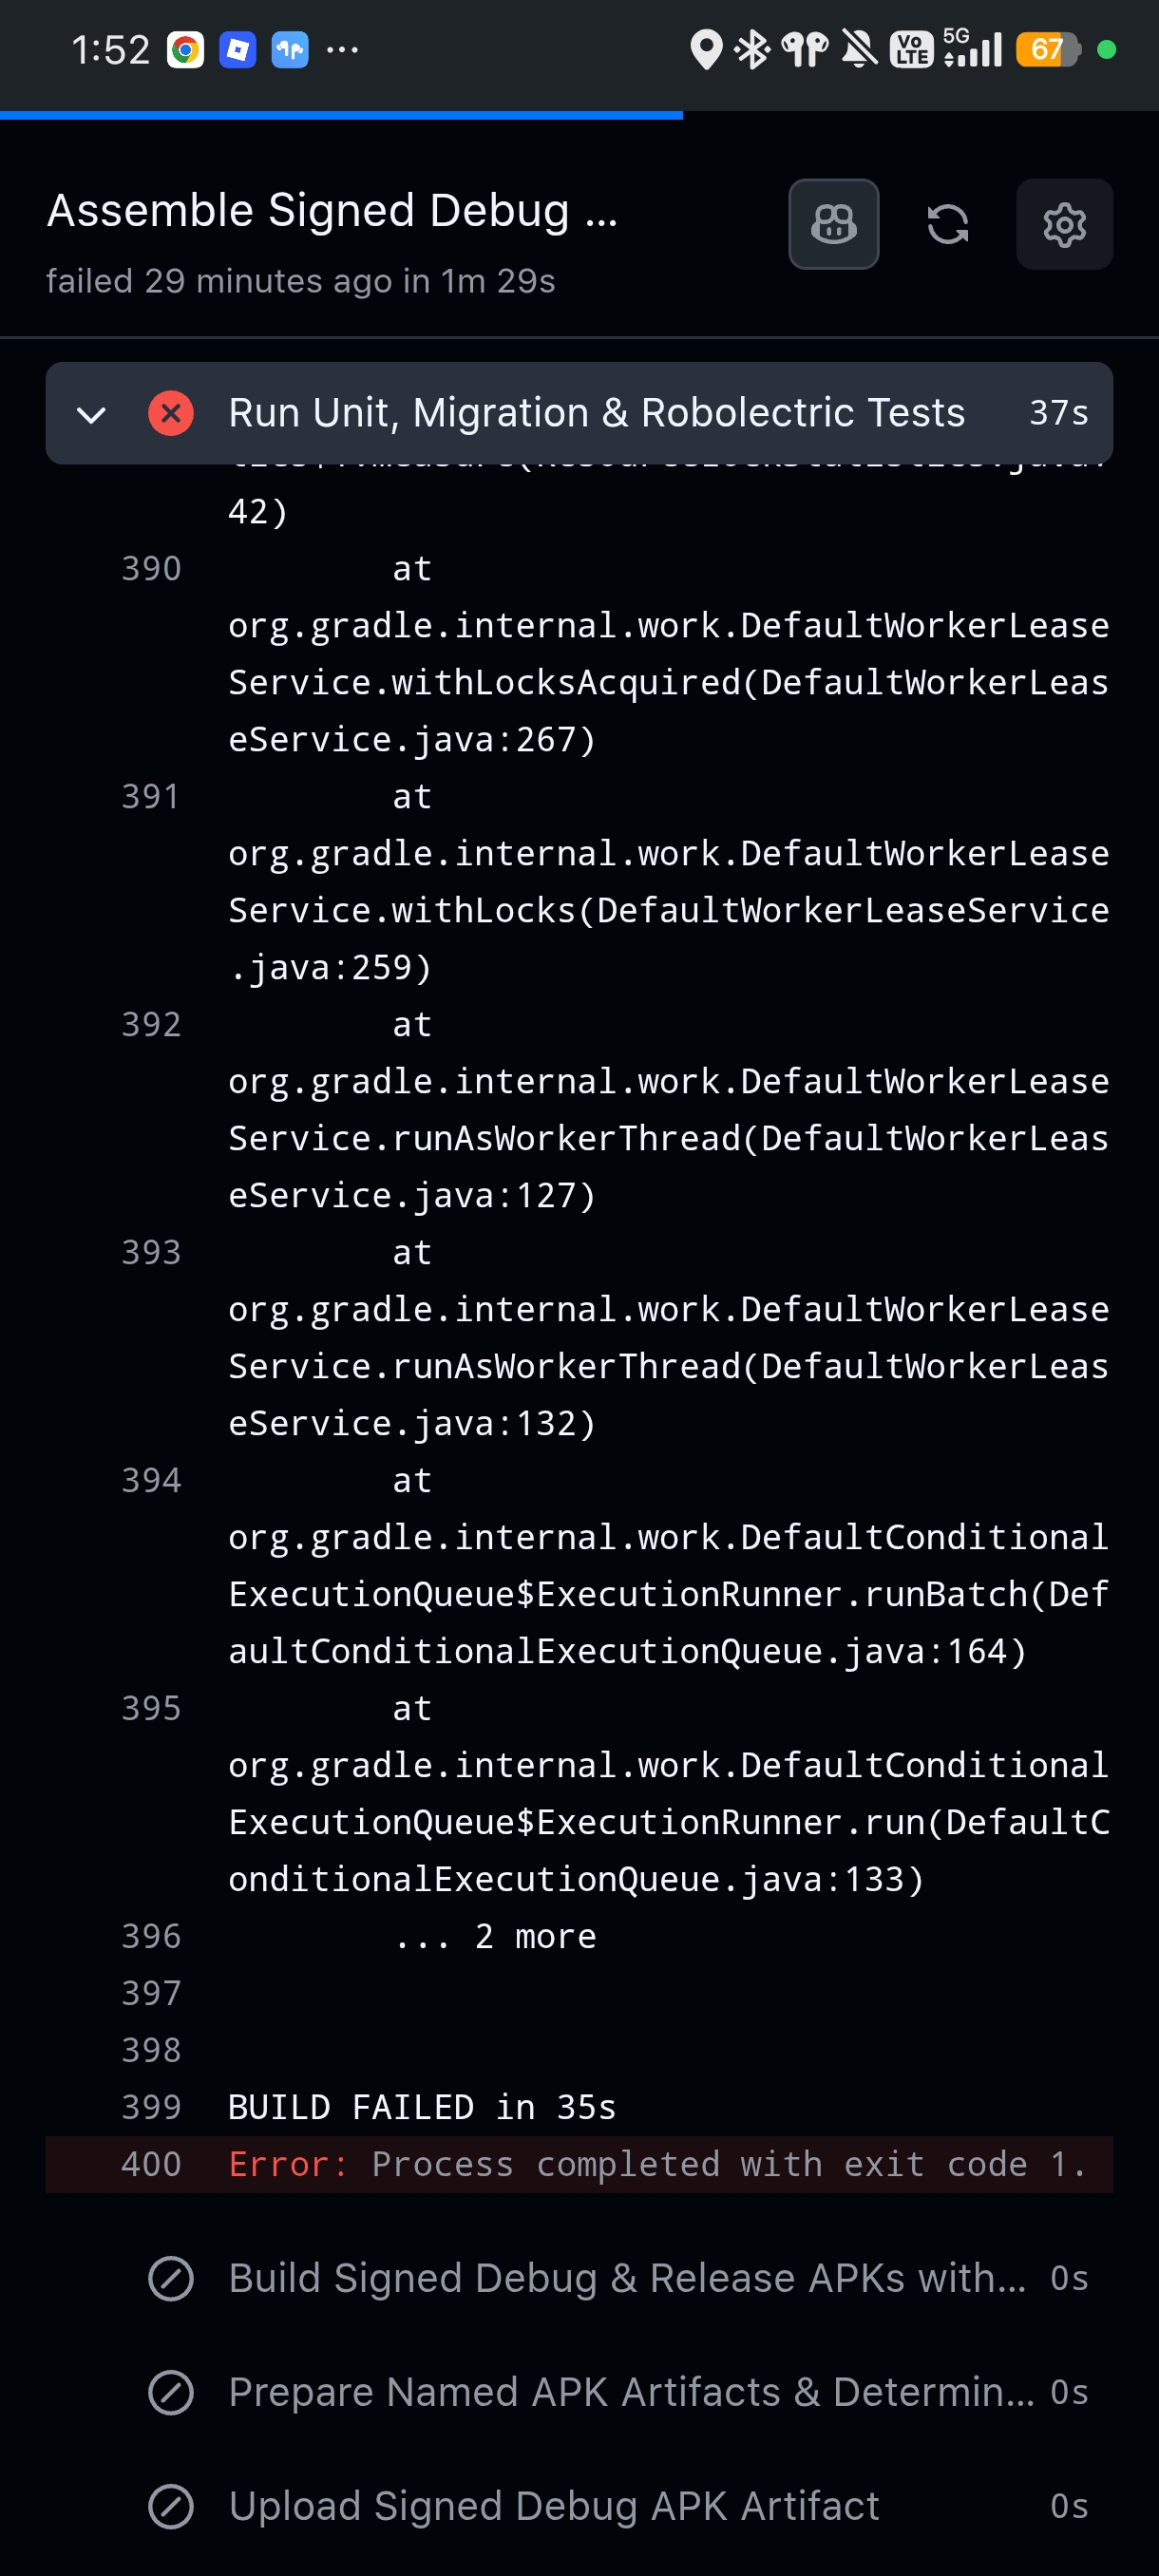 1:52
VoLTE
5G
67
Assemble Signed Debug ...
failed 29 minutes ago in 1m 29s
Run Unit, Migration & Robolectric Tests 37s
42)
390 at
org.gradle.internal.work.DefaultWorkerLease
Service.withLocksAcquired(DefaultWorkerLeas
eService.java:267)
391 at
org.gradle.internal.work.DefaultWorkerLease
Service.withLocks(DefaultWorkerLeaseService
.java:259)
392 at
org.gradle.internal.work.DefaultWorkerLease
Service.runAsWorkerThread(DefaultWorkerLeas
eService.java:127)
393 at
org.gradle.internal.work.DefaultWorkerLease
Service.runAsWorkerThread(DefaultWorkerLeas
eService.java:132)
394 at
org.gradle.internal.work.DefaultConditional
ExecutionQueue$ExecutionRunner.runBatch(Def
aultConditionalExecutionQueue.java:164)
395 at
org.gradle.internal.work.DefaultConditional
ExecutionQueue$ExecutionRunner.run(DefaultC
onditionalExecutionQueue.java:133)
396 ... 2 more
397
398
399 BUILD FAILED in 35s
400 Error: Process completed with exit code 1.
Build Signed Debug & Release APKs with... 0s
Prepare Named APK Artifacts & Determin... 0s
Upload Signed Debug APK Artifact 0s